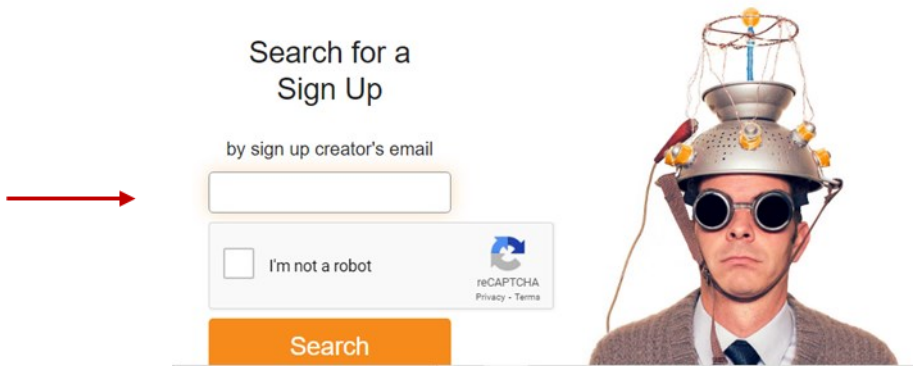 Search for a
Sign Up
by sign up creator's email
I'm not a robot
reCAPTCHA
Privacy - Terms
Search